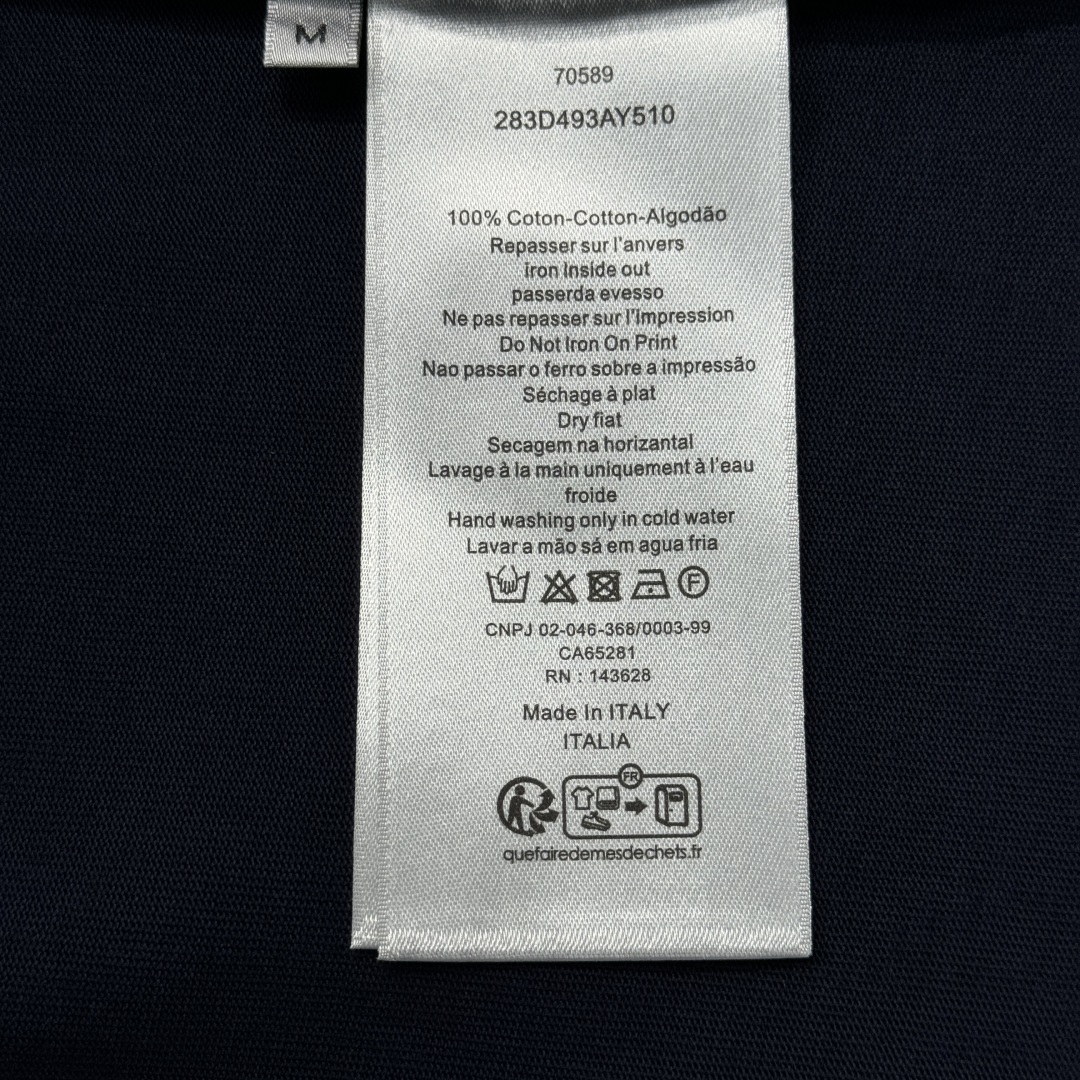 M
70589
283D493AY510
100% Coton-Cotton-Algodão
Repasser sur l'anvers
iron Inside out
passerda evesso
Ne pas repasser sur l'impression
Do Not Iron On Print
Nao passar o ferro sobre a impressão
Séchage à plat
Dry fiat
Secagem na horizantal
Lavage à la main uniquement à l'eau
froide
Hand washing only in cold water
Lavar a mão sá em agua fria
F
CNPJ 02-046-368/0003-99
CA65281
RN : 143628
Made In ITALY
ITALIA
FR
quefairedemesdechets.fr